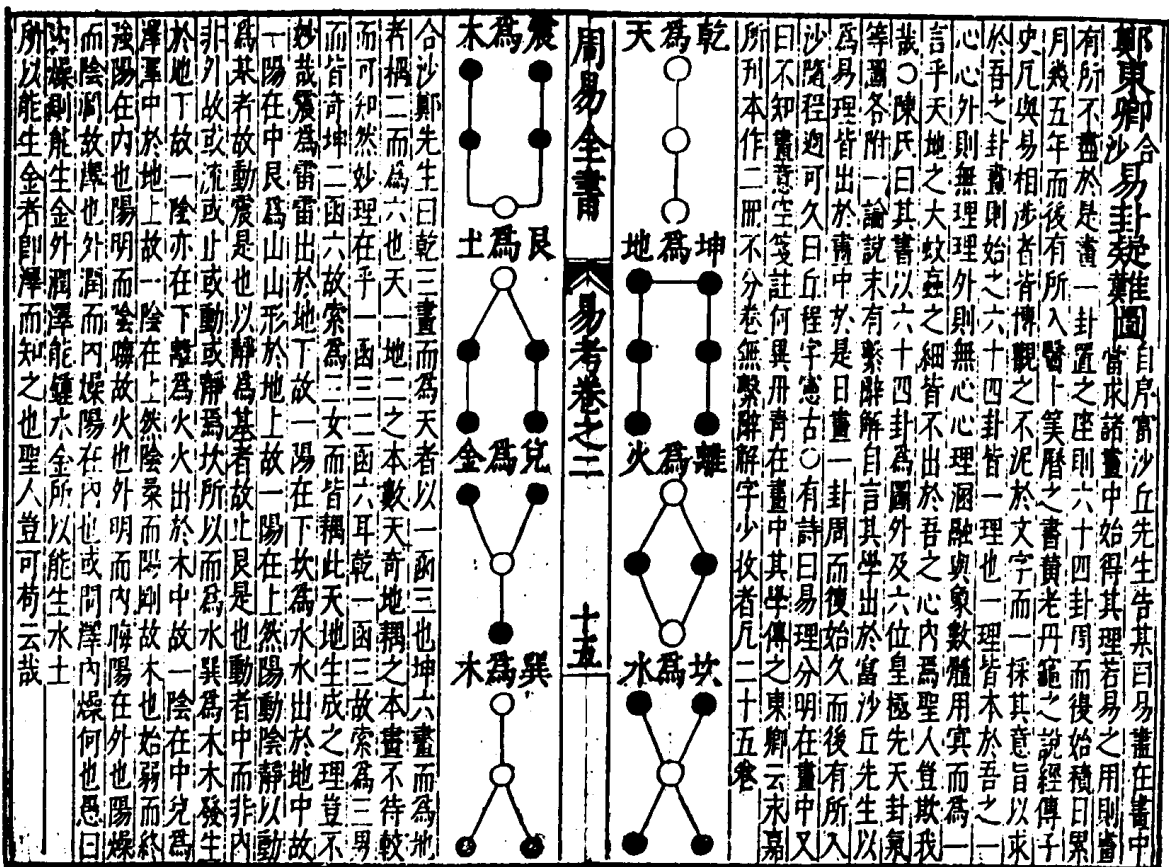 鄭東卿合沙易卦疑難圖自序富沙丘先生告某曰易畫在畫中
有所不盡於是畫一卦置之座則六十四卦周而復始積日累
月幾五年而後有所入醫卜筭曆之書黃老丹竈之說經傳子
史凡與易相涉者皆博觀之不泥於文字而一採其意旨以求
於吾之卦畫則始之六十四卦皆一理也一理皆本於吾之一
心心外則無理理外則無心心理涵融與象數體用㝠而為一
言乎天地之大蚊䖟之細皆不出於吾之心內焉聖人豈欺我
哉○陳氏曰其書以六十四卦為圖外及六位皇極先天卦氣
等圖各附一論說末有繫辭解自言其學出於富沙丘先生以
為易理皆出於畫中於是日畫一卦周而復始久而後有所入
沙隨程迥可久曰丘程字憲古○有詩曰易理分明在畫中又
曰不知畫意空箋註何異丹青在畫中其學傳之東卿云永嘉
所刊本作二冊不分卷無繫辭解字少妝者凡二十五卷
乾為天
坤為地
離為火
坎為水
周易全書 易考卷之二 十五
震為木
艮為土
兌為金
巽為木
合沙鄭先生曰乾三畫而為天者以一函三也坤六畫而為地
者耦二而為六也天一地二之本數天奇地耦之本畫不待較
而可知然妙理在乎一函三二函六耳乾一函三故索為三男
而皆奇坤二函六故索為三女而皆耦此天地生成之理豈不
妙哉震為雷雷出於地下故一陽在下坎為水水出於地中故
一陽在中艮為山山形於地上故一陽在上然陽動陰靜以動
為某者故動震是也以靜為基者故止艮是也動者中而非內
非外故或流或止或動或靜焉坎所以而為水巽為木木發生
於地下故一陰亦在下離為火火出於木中故一陰在中兌為
澤澤中於地上故一陰在上然陰柔而陽剛故木也始弱而終
強陽在內也陽明而陰晦故火也外明而內晦陽在外也陽燥
而陰潤故澤也外潤而內燥陽在內也或問澤內燥何也愚曰
內燥則能生金外潤澤能鍾六金所以能生水土
所以能生金者即澤而知之也聖人豈可苟云哉